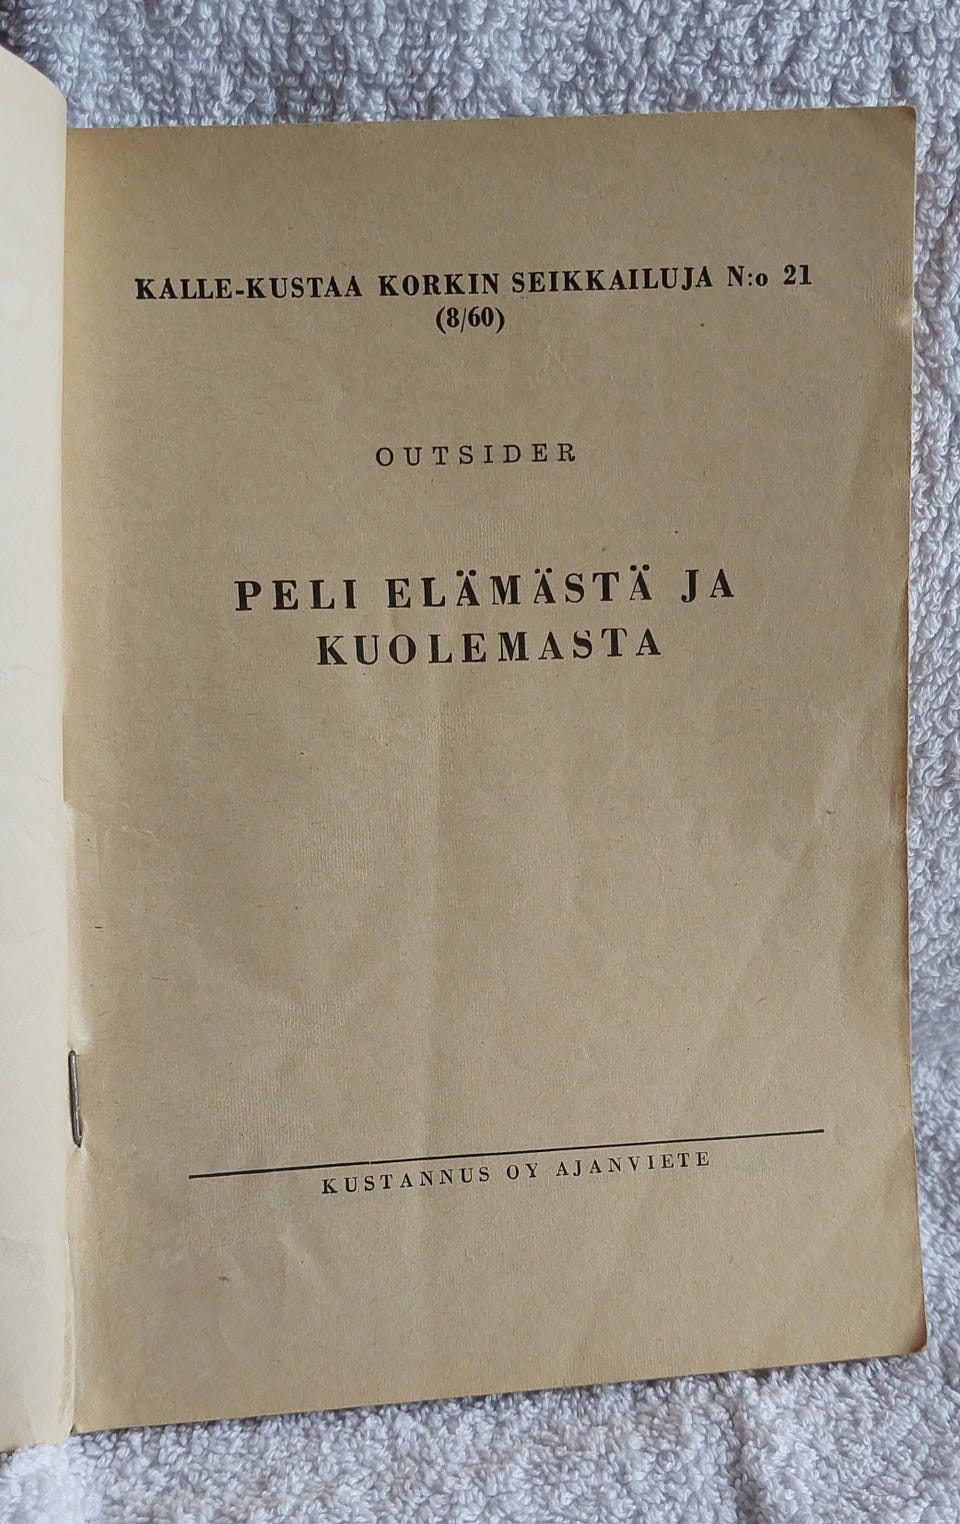 KALLE-KUSTAA KORKIN SEIKKAILUJA N:o 21
(8/60)
OUTSIDER
PELI ELÄMÄSTÄ JA
KUOLEMASTA
KUSTANNUS OY AJANVIETE